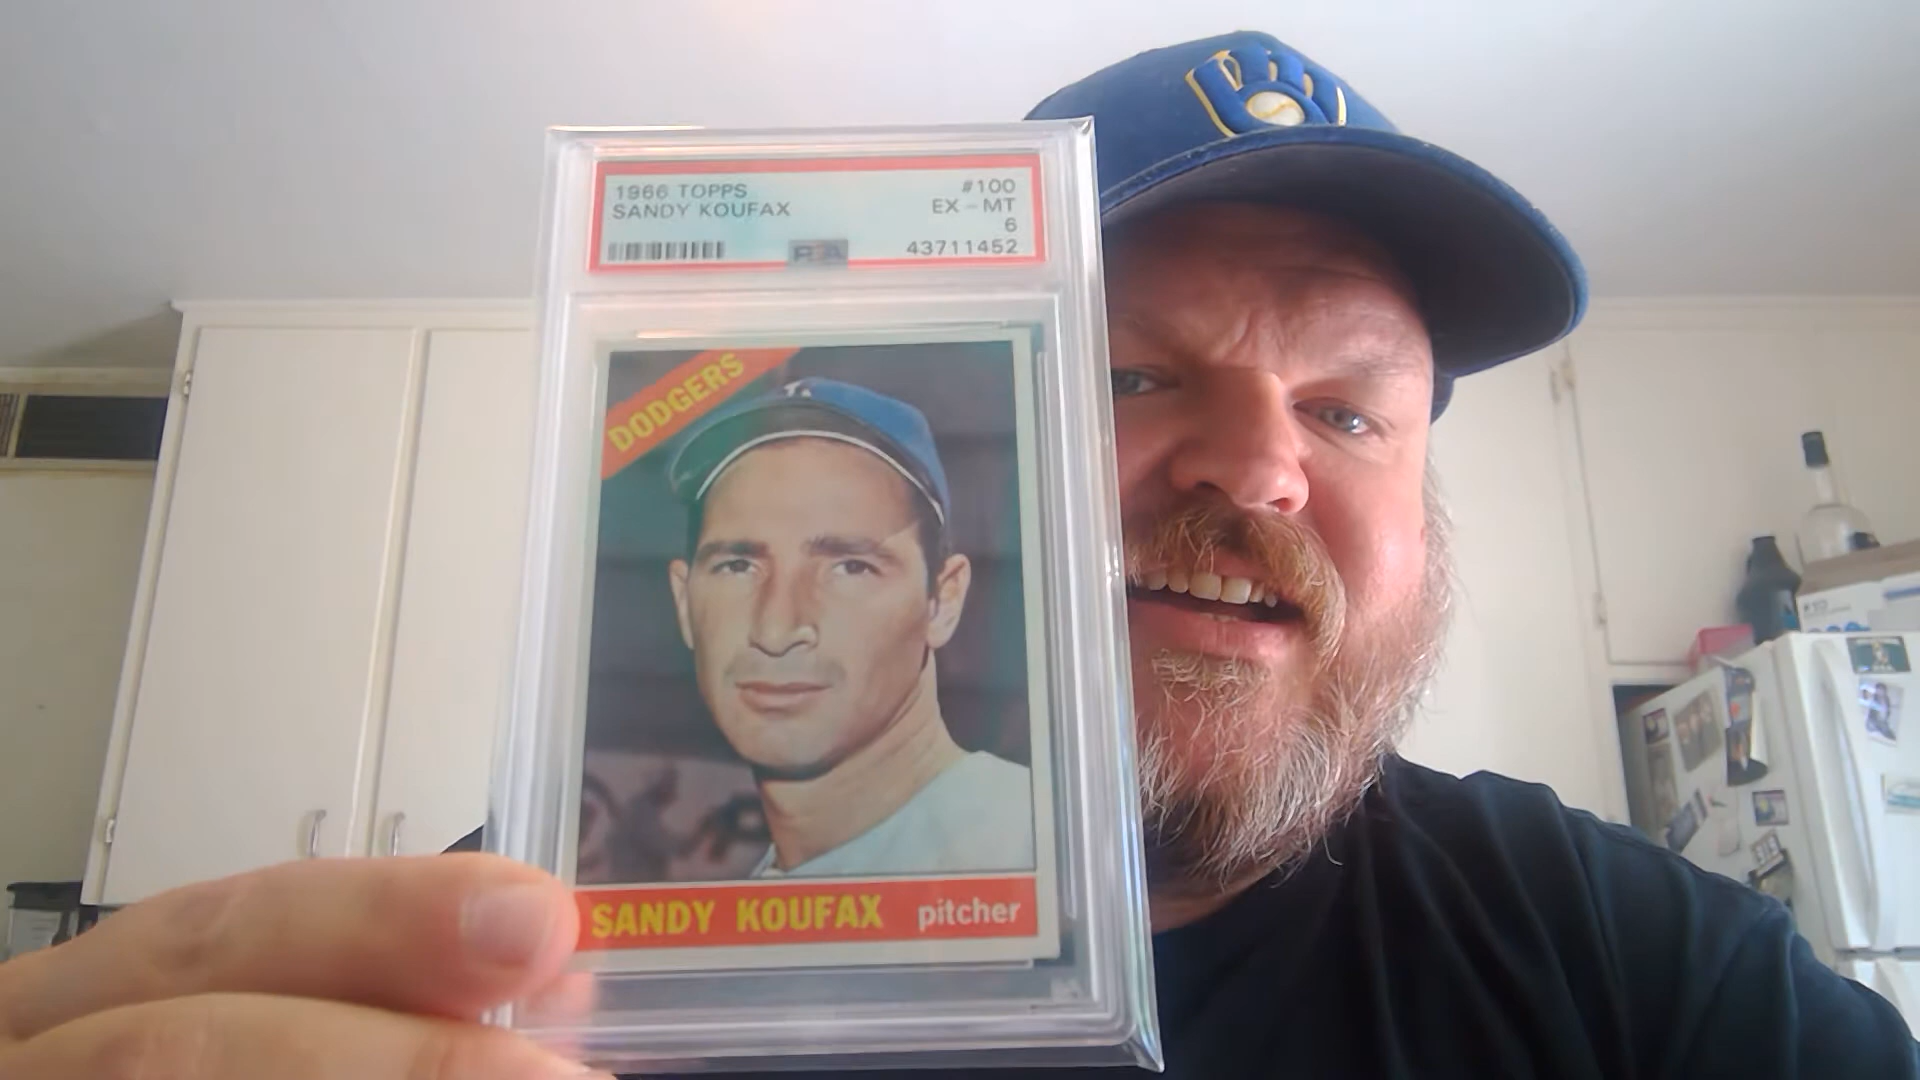 1966 TOPPS #100
SANDY KOUFAX EX - MT
6
PSA 43711452
DODGERS
SANDY KOUFAX pitcher